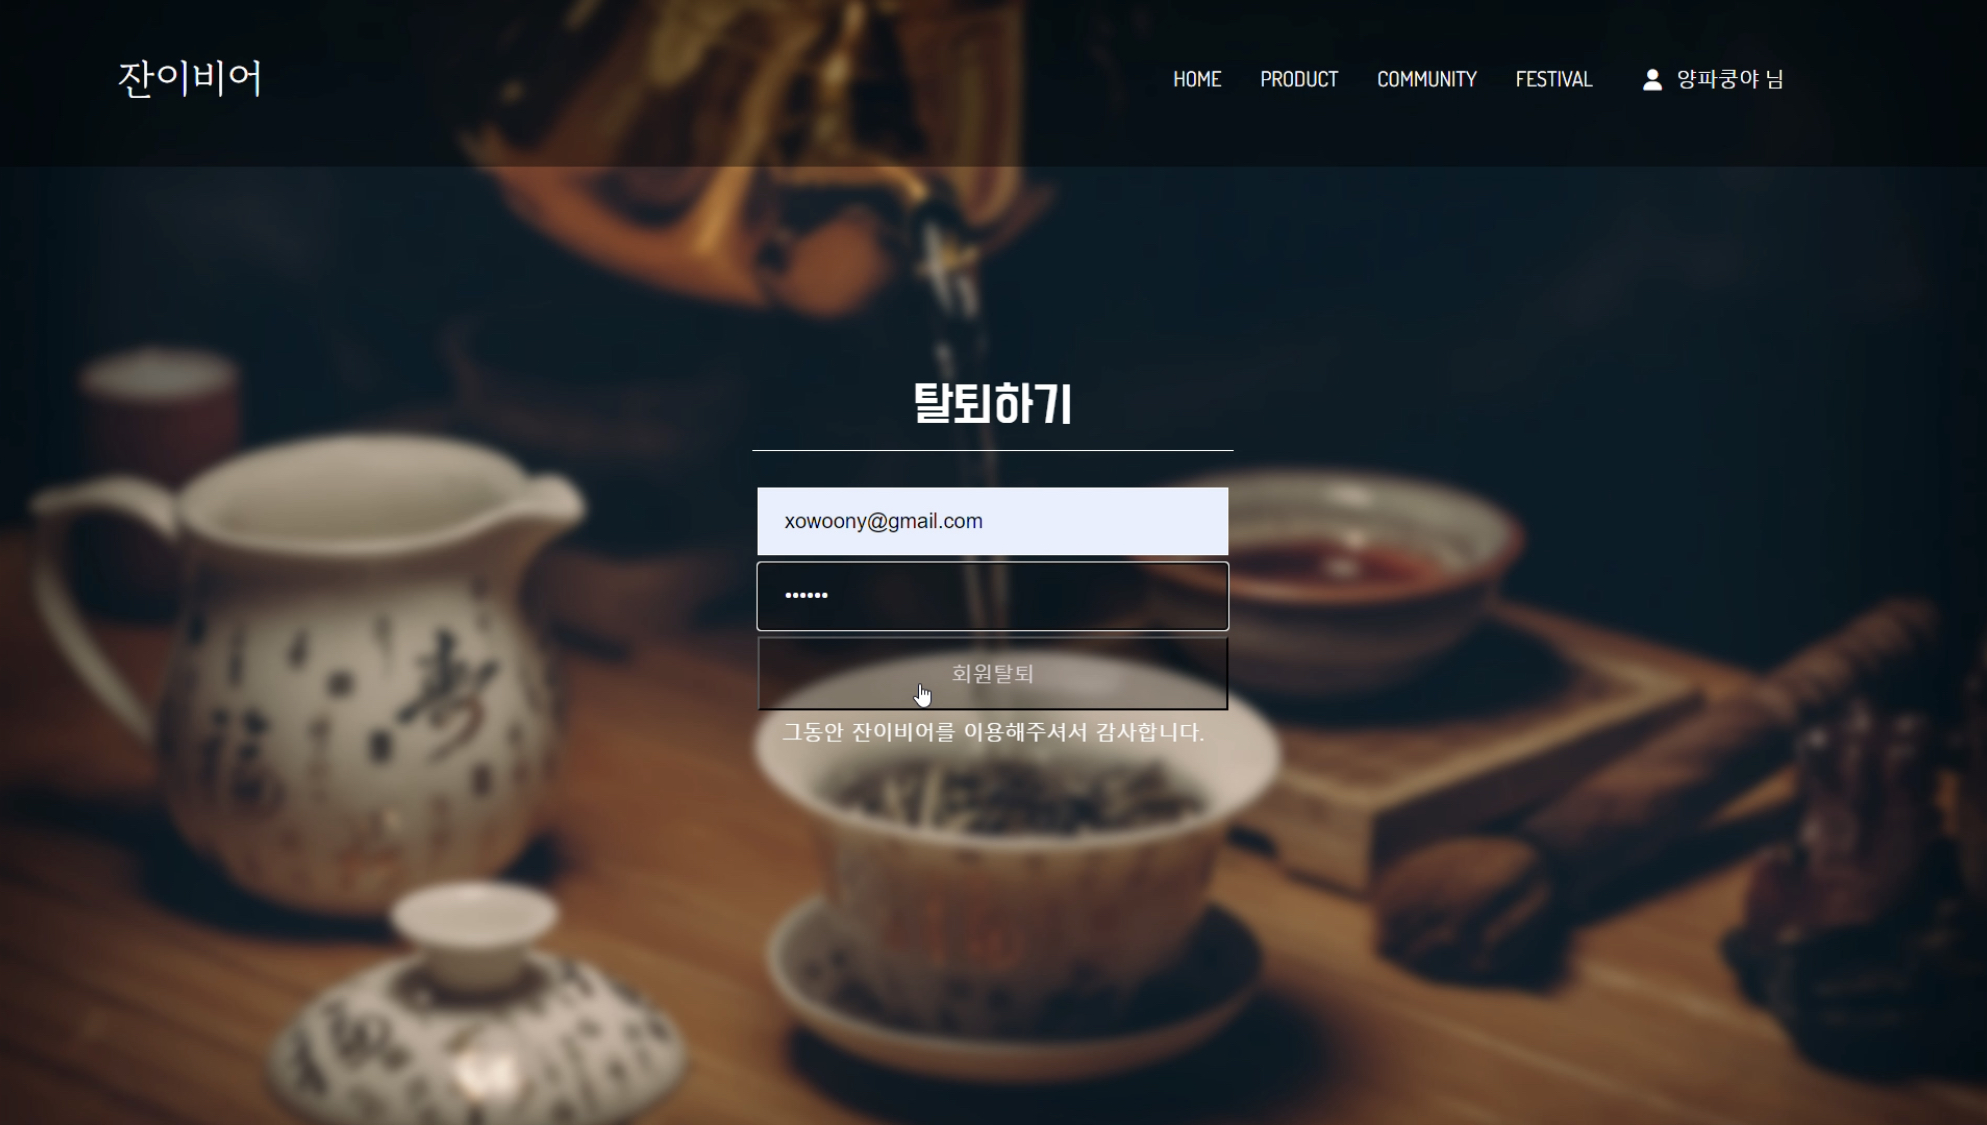 잔이비어
HOME PRODUCT COMMUNITY FESTIVAL 양파쿵야 님
탈퇴하기
xowoony@gmail.com
••••••
회원탈퇴
그동안 잔이비어를 이용해주셔서 감사합니다.